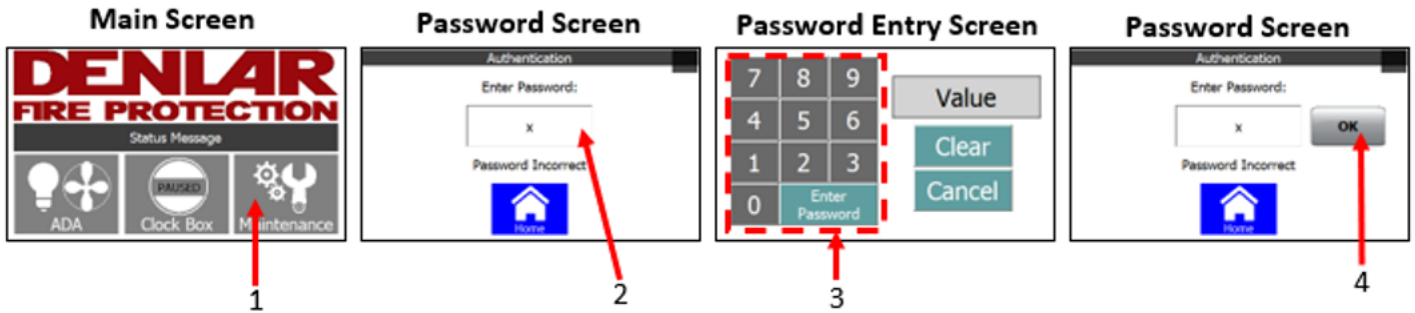 Main Screen
DENLAR
FIRE PROTECTION
Status Message
PAUSED
ADA
Clock Box
Maintenance
1
Password Screen
Authentication
Enter Password:
x
Password Incorrect
Home
2
Password Entry Screen
7 8 9
4 5 6
1 2 3
0 Enter
Password
Value
Clear
Cancel
3
Password Screen
Authentication
Enter Password:
x
OK
Password Incorrect
Home
4